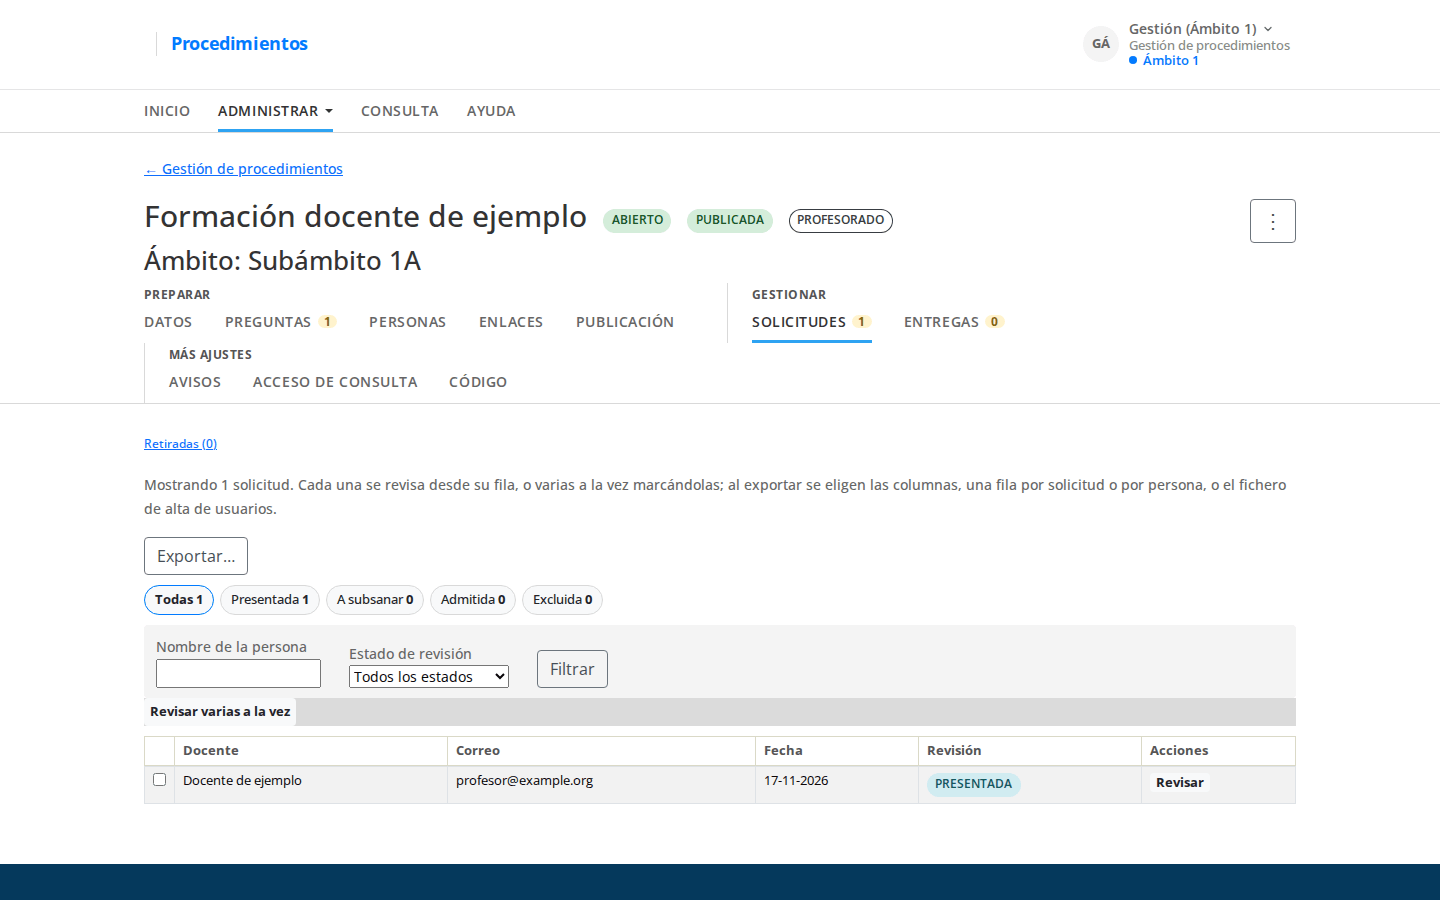 Procedimientos
GÁ
Gestión (Ámbito 1)
Gestión de procedimientos
Ámbito 1
INICIO ADMINISTRAR CONSULTA AYUDA
← Gestión de procedimientos
Formación docente de ejemplo ABIERTO PUBLICADA PROFESORADO
⋮
Ámbito: Subámbito 1A
PREPARAR GESTIONAR
DATOS PREGUNTAS 1 PERSONAS ENLACES PUBLICACIÓN SOLICITUDES 1 ENTREGAS 0
MÁS AJUSTES
AVISOS ACCESO DE CONSULTA CÓDIGO
Retiradas (0)
Mostrando 1 solicitud. Cada una se revisa desde su fila, o varias a la vez marcándolas; al exportar se eligen las columnas, una fila por solicitud o por persona, o el fichero
de alta de usuarios.
Exportar...
Todas 1 Presentada 1 A subsanar 0 Admitida 0 Excluida 0
Nombre de la persona Estado de revisión
Todos los estados Filtrar
Revisar varias a la vez
Docente Correo Fecha Revisión Acciones
Docente de ejemplo profesor@example.org 17-11-2026 PRESENTADA Revisar